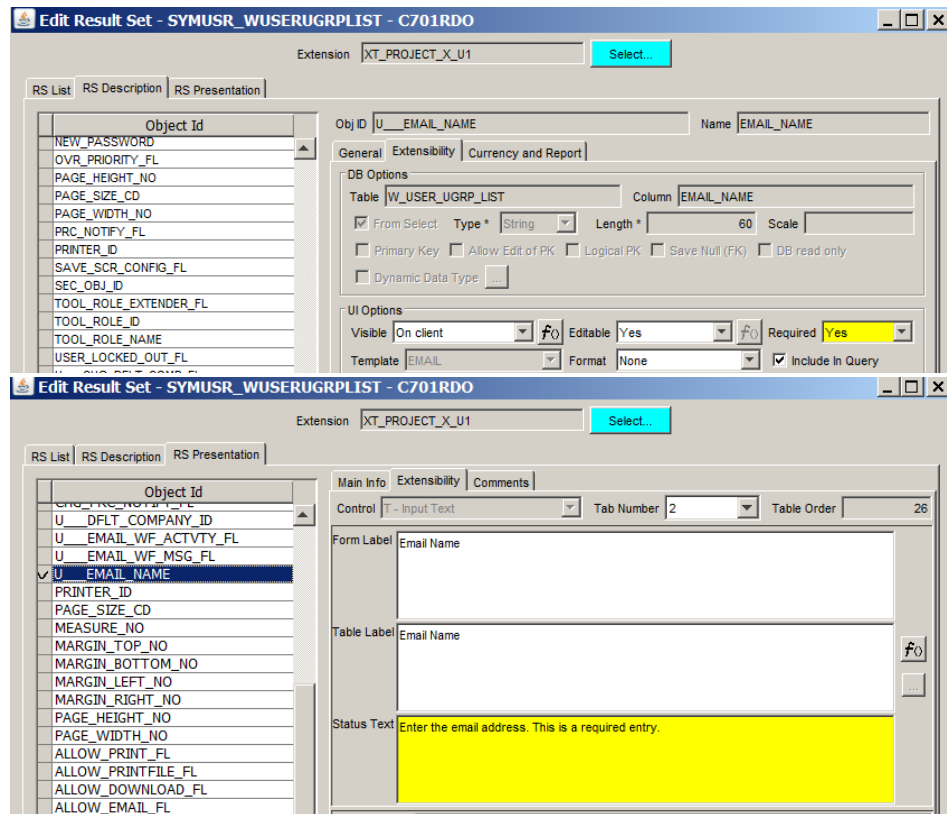 Edit Result Set - SYMUSR_WUSERUGRPLIST - C701RDO
Extension XT_PROJECT_X_U1 Select...
RS List RS Description RS Presentation
Object Id
NEW_PASSWORD
OVR_PRIORITY_FL
PAGE_HEIGHT_NO
PAGE_SIZE_CD
PAGE_WIDTH_NO
PRC_NOTIFY_FL
PRINTER_ID
SAVE_SCR_CONFIG_FL
SEC_OBJ_ID
TOOL_ROLE_EXTENDER_FL
TOOL_ROLE_ID
TOOL_ROLE_NAME
USER_LOCKED_OUT_FL
Obj ID U___EMAIL_NAME Name EMAIL_NAME
General Extensibility Currency and Report
DB Options
Table W_USER_UGRP_LIST Column EMAIL_NAME
From Select Type * String Length * 60 Scale
Primary Key Allow Edit of PK Logical PK Save Null (FK) DB read only
Dynamic Data Type ...
UI Options
Visible On client f() Editable Yes f() Required Yes
Template EMAIL Format None Include In Query
Edit Result Set - SYMUSR_WUSERUGRPLIST - C701RDO
Extension XT_PROJECT_X_U1 Select...
RS List RS Description RS Presentation
Object Id
U___DFLT_COMPANY_ID
U___EMAIL_WF_ACTVTY_FL
U___EMAIL_WF_MSG_FL
U___EMAIL_NAME
PRINTER_ID
PAGE_SIZE_CD
MEASURE_NO
MARGIN_TOP_NO
MARGIN_BOTTOM_NO
MARGIN_LEFT_NO
MARGIN_RIGHT_NO
PAGE_HEIGHT_NO
PAGE_WIDTH_NO
ALLOW_PRINT_FL
ALLOW_PRINTFILE_FL
ALLOW_DOWNLOAD_FL
ALLOW_EMAIL_FL
Main Info Extensibility Comments
Control T - Input Text Tab Number 2 Table Order 26
Form Label Email Name
Table Label Email Name
f()
...
Status Text Enter the email address. This is a required entry.